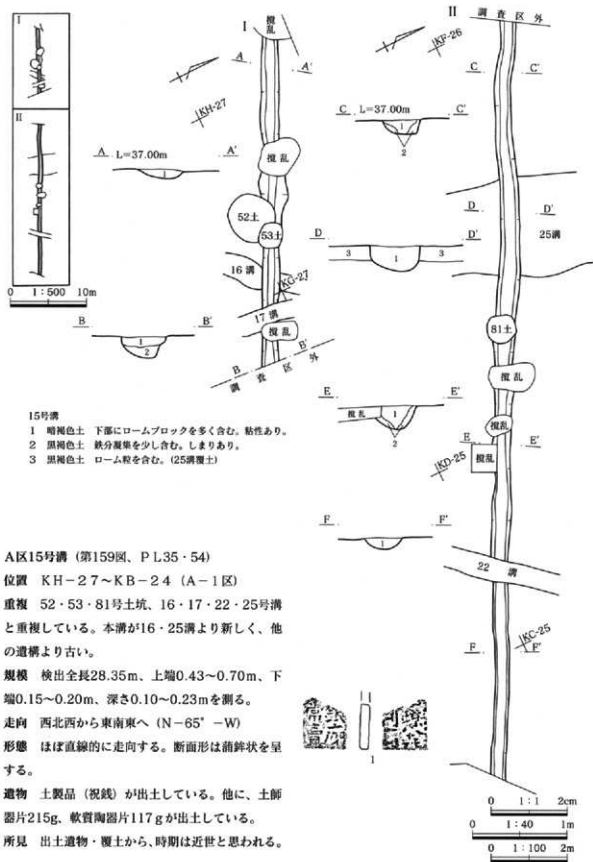 I
II
0 1:500 10m
I
攪乱
A A'
KH-27
A L=37.00m A'
1
攪乱
52土
53土
16溝
KG-27
17溝
攪乱
B B'
調査区外
B B'
1
2
II
調査区外
KF-26
C C'
C L=37.00m C'
1
2
D D'
25溝
D D'
3 1 3
81土
攪乱
攪乱
E E'
攪乱 1
2
E E'
攪乱
KD-25
F F'
1
22溝
KC-25
F F'
1
0 1:1 2cm
0 1:40 1m
0 1:100 2m
15号溝
1 暗褐色土 下部にロームブロックを多く含む。粘性あり。
2 黒褐色土 鉄分凝集を少し含む。しまりあり。
3 黒褐色土 ローム粒を含む。(25溝覆土)
A区15号溝(第159図、PL35・54)
位置 KH-27~KB-24(A-1区)
重複 52・53・81号土坑、16・17・22・25号溝
と重複している。本溝が16・25溝より新しく、他
の遺構より古い。
規模 検出全長28.35m、上端0.43~0.70m、下
端0.15~0.20m、深さ0.10~0.23mを測る。
走向 西北西から東南東へ(N-65°-W)
形態 ほぼ直線的に走向する。断面形は蒲鉾状を呈
する。
遺物 土製品(祝銭)が出土している。他に、土師
器片215g、軟質陶器片117gが出土している。
所見 出土遺物・覆土から、時期は近世と思われる。